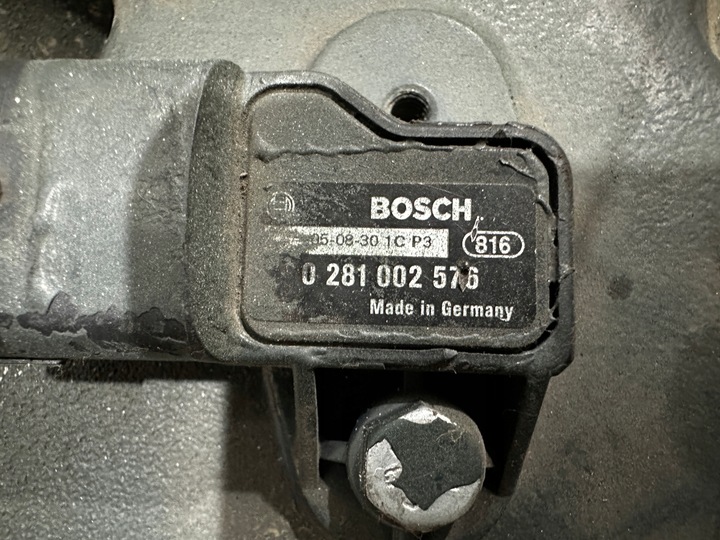 BOSCH
05-08-30 1C P3 816
0 281 002 576
Made in Germany